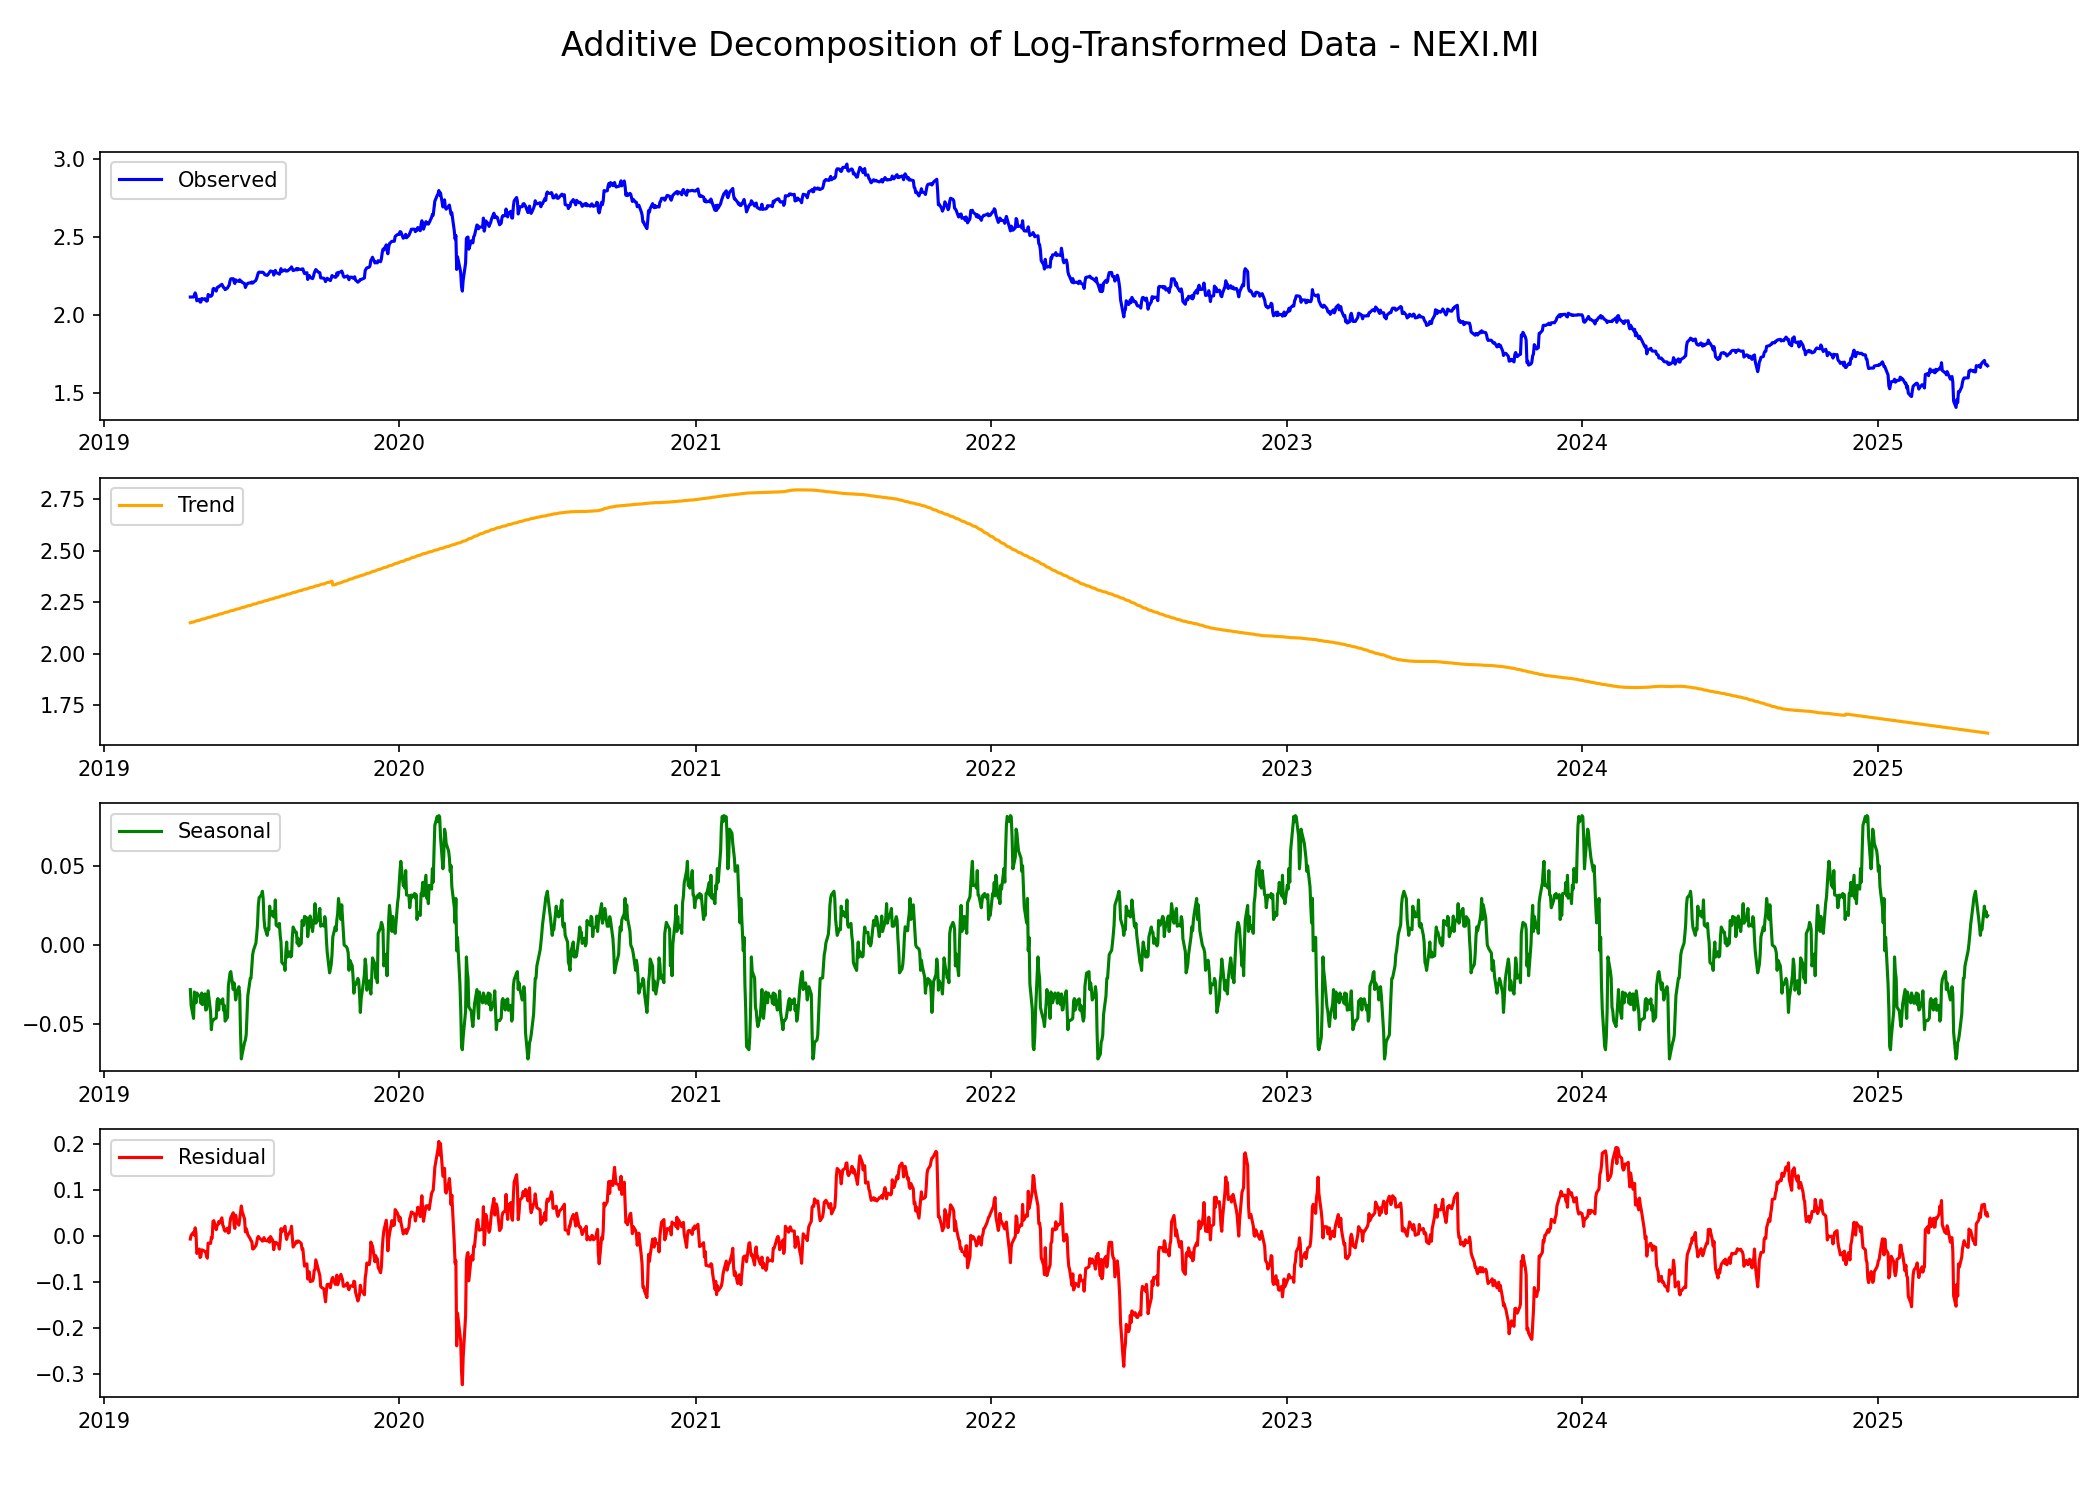 Additive Decomposition of Log-Transformed Data - NEXI.MI
Observed
3.0
2.5
2.0
1.5
2019 2020 2021 2022 2023 2024 2025
Trend
2.75
2.50
2.25
2.00
1.75
2019 2020 2021 2022 2023 2024 2025
Seasonal
0.05
0.00
−0.05
2019 2020 2021 2022 2023 2024 2025
Residual
0.2
0.1
0.0
−0.1
−0.2
−0.3
2019 2020 2021 2022 2023 2024 2025